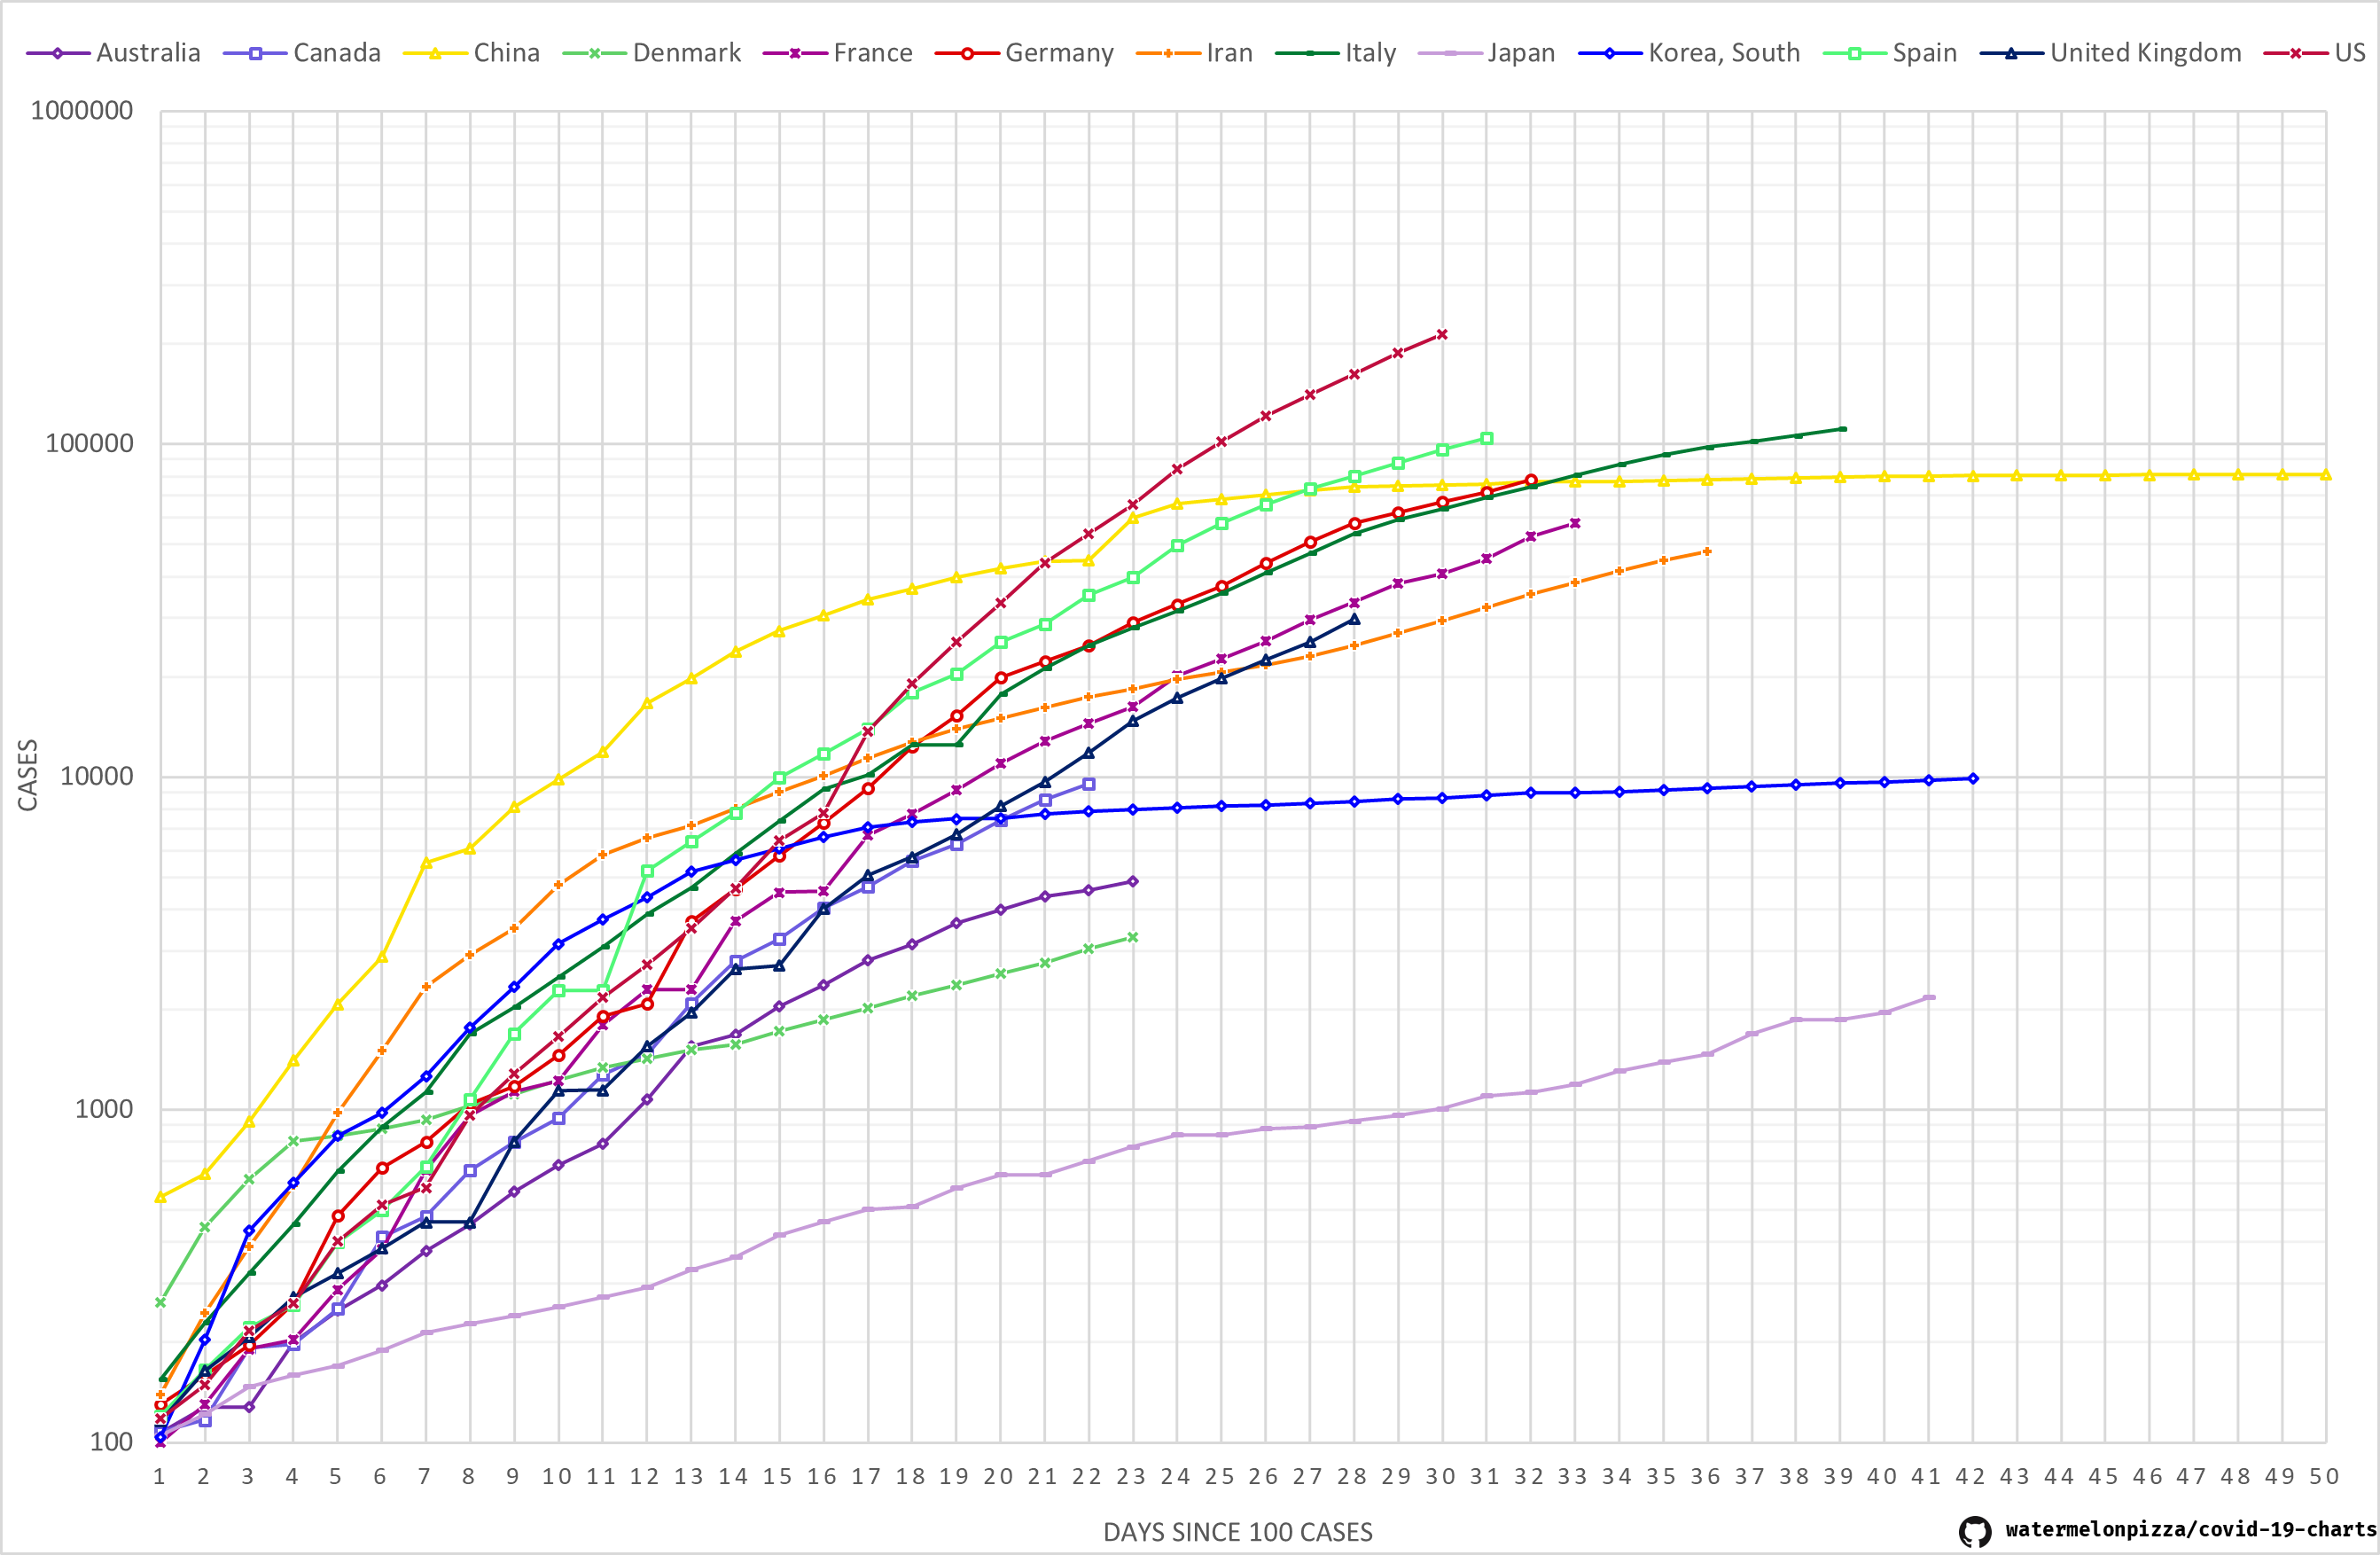 Australia Canada China Denmark France Germany Iran Italy Japan Korea, South Spain United Kingdom US
1000000
100000
10000
1000
100
CASES
1 2 3 4 5 6 7 8 9 10 11 12 13 14 15 16 17 18 19 20 21 22 23 24 25 26 27 28 29 30 31 32 33 34 35 36 37 38 39 40 41 42 43 44 45 46 47 48 49 50
DAYS SINCE 100 CASES
watermelonpizza/covid-19-charts